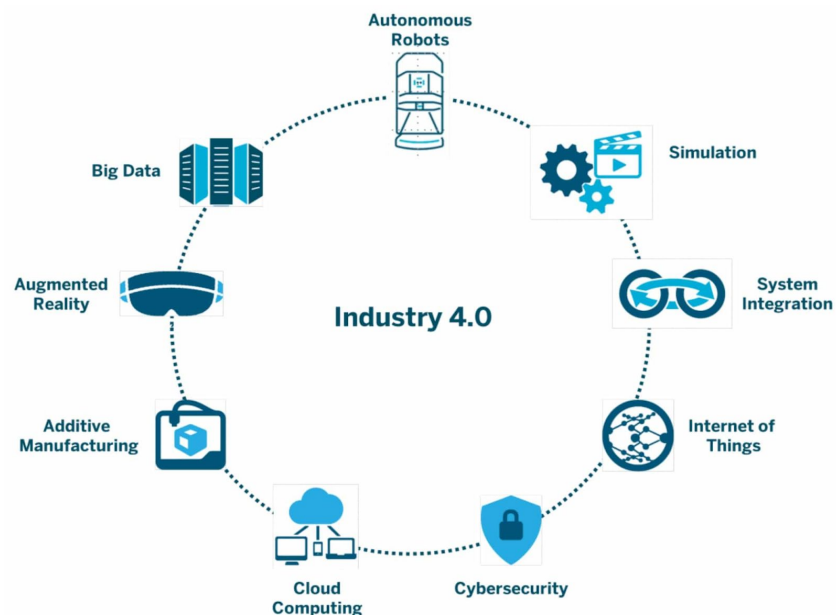 Autonomous
Robots
Simulation
Big Data
System
Integration
Augmented
Reality
Industry 4.0
Internet of
Things
Additive
Manufacturing
Cybersecurity
Cloud
Computing